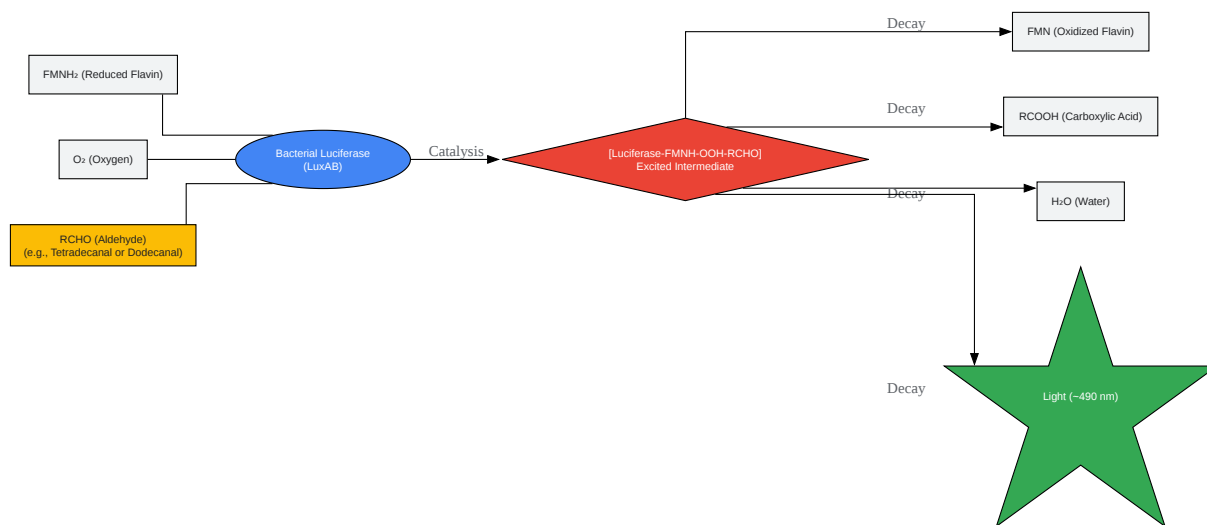 Decay
FMN (Oxidized Flavin)
FMNH₂ (Reduced Flavin)
Decay
RCOOH (Carboxylic Acid)
O₂ (Oxygen)
Bacterial Luciferase
(LuxAB)
Catalysis
[Luciferase-FMNH-OOH-RCHO]
Excited Intermediate
Decay
H₂O (Water)
RCHO (Aldehyde)
(e.g., Tetradecanal or Dodecanal)
Decay
Light (~490 nm)